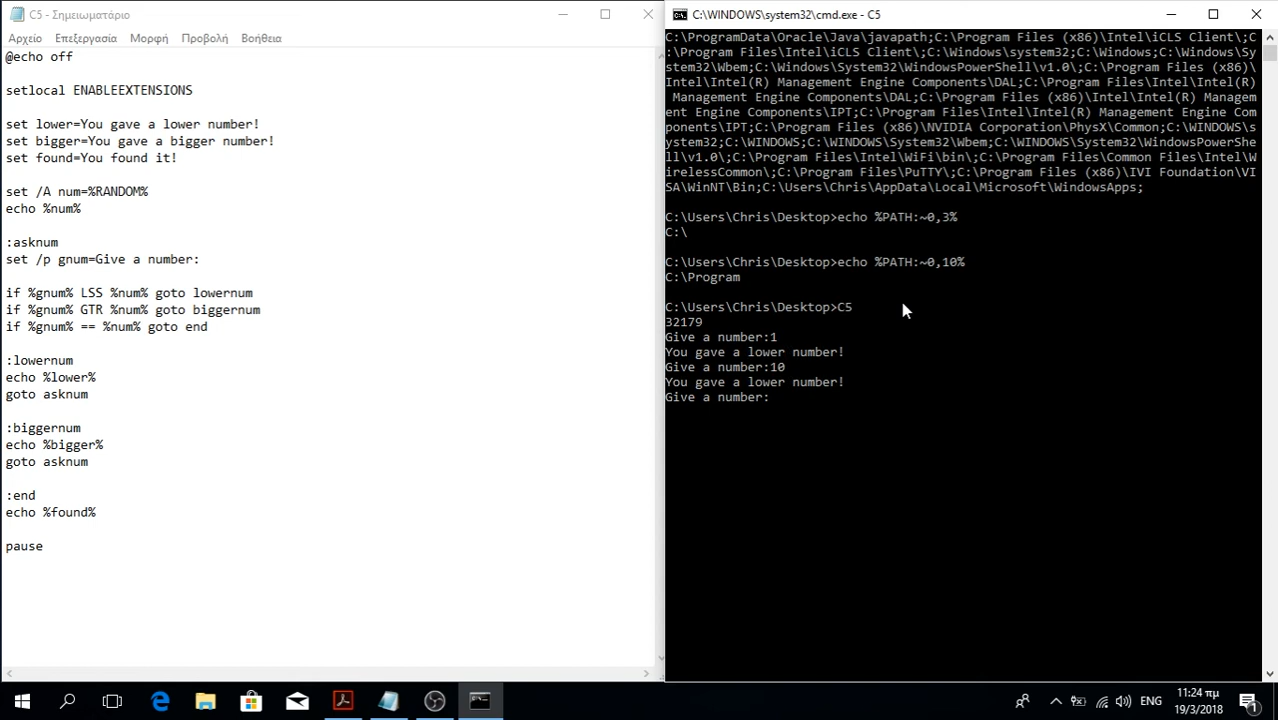 C5 - Σημειωματάριο
Αρχείο Επεξεργασία Μορφή Προβολή Βοήθεια
@echo off
setlocal ENABLEEXTENSIONS
set lower=You gave a lower number!
set bigger=You gave a bigger number!
set found=You found it!
set /A num=%RANDOM%
echo %num%
:asknum
set /p gnum=Give a number:
if %gnum% LSS %num% goto lowernum
if %gnum% GTR %num% goto biggernum
if %gnum% == %num% goto end
:lowernum
echo %lower%
goto asknum
:biggernum
echo %bigger%
goto asknum
:end
echo %found%
pause
C:\WINDOWS\system32\cmd.exe - C5
C:\ProgramData\Oracle\Java\javapath;C:\Program Files (x86)\Intel\iCLS Client\;C
:\Program Files\Intel\iCLS Client\;C:\Windows\system32;C:\Windows;C:\Windows\Sy
stem32\Wbem;C:\Windows\System32\WindowsPowerShell\v1.0\;C:\Program Files (x86)\
Intel\Intel(R) Management Engine Components\DAL;C:\Program Files\Intel\Intel(R)
 Management Engine Components\DAL;C:\Program Files (x86)\Intel\Intel(R) Managem
ent Engine Components\IPT;C:\Program Files\Intel\Intel(R) Management Engine Com
ponents\IPT;C:\Program Files (x86)\NVIDIA Corporation\PhysX\Common;C:\WINDOWS\s
ystem32;C:\WINDOWS;C:\WINDOWS\System32\Wbem;C:\WINDOWS\System32\WindowsPowerShe
ll\v1.0\;C:\Program Files\Intel\WiFi\bin\;C:\Program Files\Common Files\Intel\W
irelessCommon\;C:\Program Files\PuTTY\;C:\Program Files (x86)\IVI Foundation\VI
SA\WinNT\Bin;C:\Users\Chris\AppData\Local\Microsoft\WindowsApps;
C:\Users\Chris\Desktop>echo %PATH:~0,3%
C:\
C:\Users\Chris\Desktop>echo %PATH:~0,10%
C:\Program
C:\Users\Chris\Desktop>C5
32179
Give a number:1
You gave a lower number!
Give a number:10
You gave a lower number!
Give a number:
ENG
11:24 πμ
19/3/2018
1